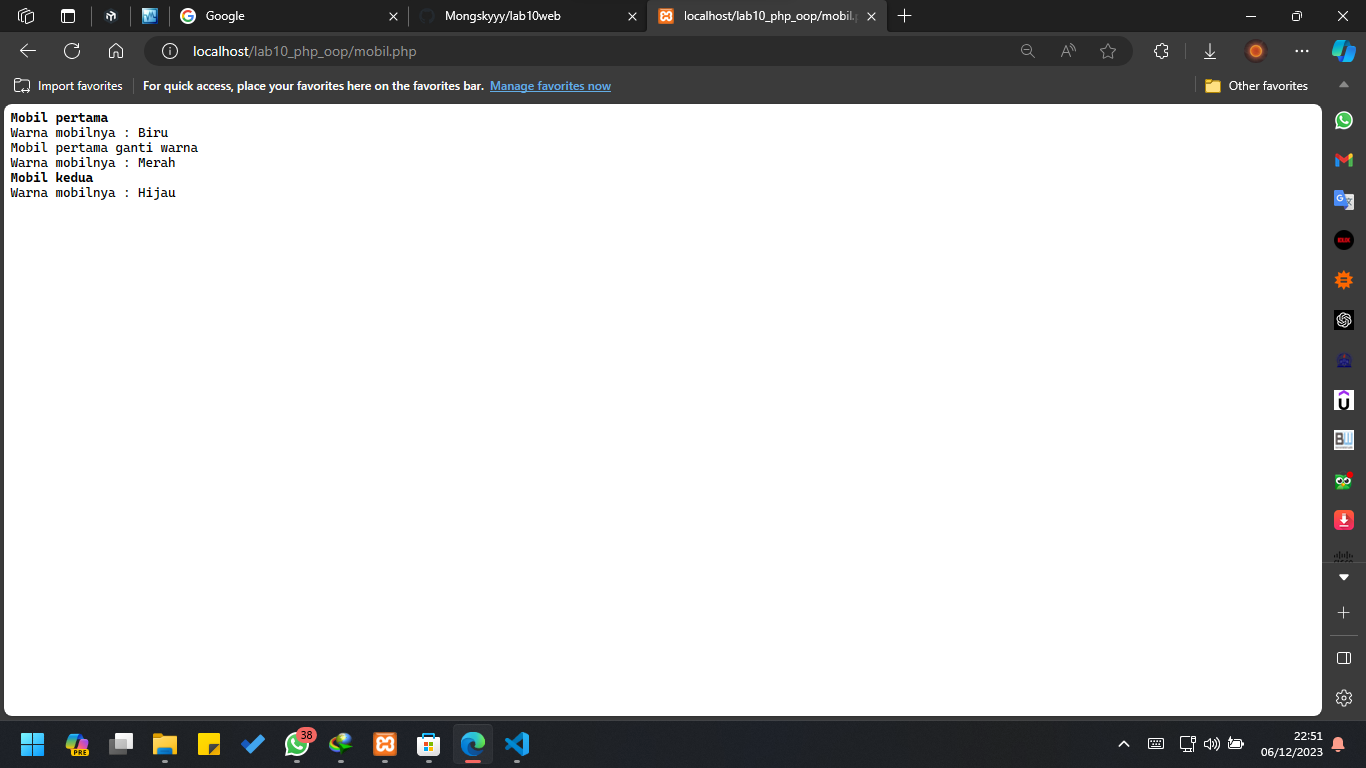 Google
Mongskyyy/lab10web
localhost/lab10_php_oop/mobil.p
localhost/lab10_php_oop/mobil.php
Import favorites
For quick access, place your favorites here on the favorites bar. Manage favorites now
Other favorites
Mobil pertama
Warna mobilnya : Biru
Mobil pertama ganti warna
Warna mobilnya : Merah
Mobil kedua
Warna mobilnya : Hijau
BW
PRE
38
22:51
06/12/2023